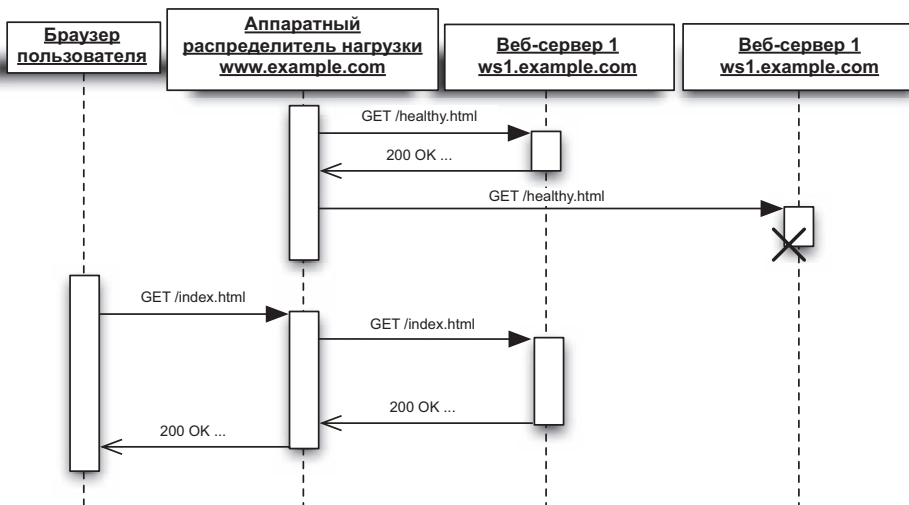 Браузер
пользователя
Аппаратный
распределитель нагрузки
www.example.com
Веб-сервер 1
ws1.example.com
Веб-сервер 1
ws1.example.com
GET /healthy.html
200 OK ...
GET /healthy.html
GET /index.html
GET /index.html
200 OK ...
200 OK ...